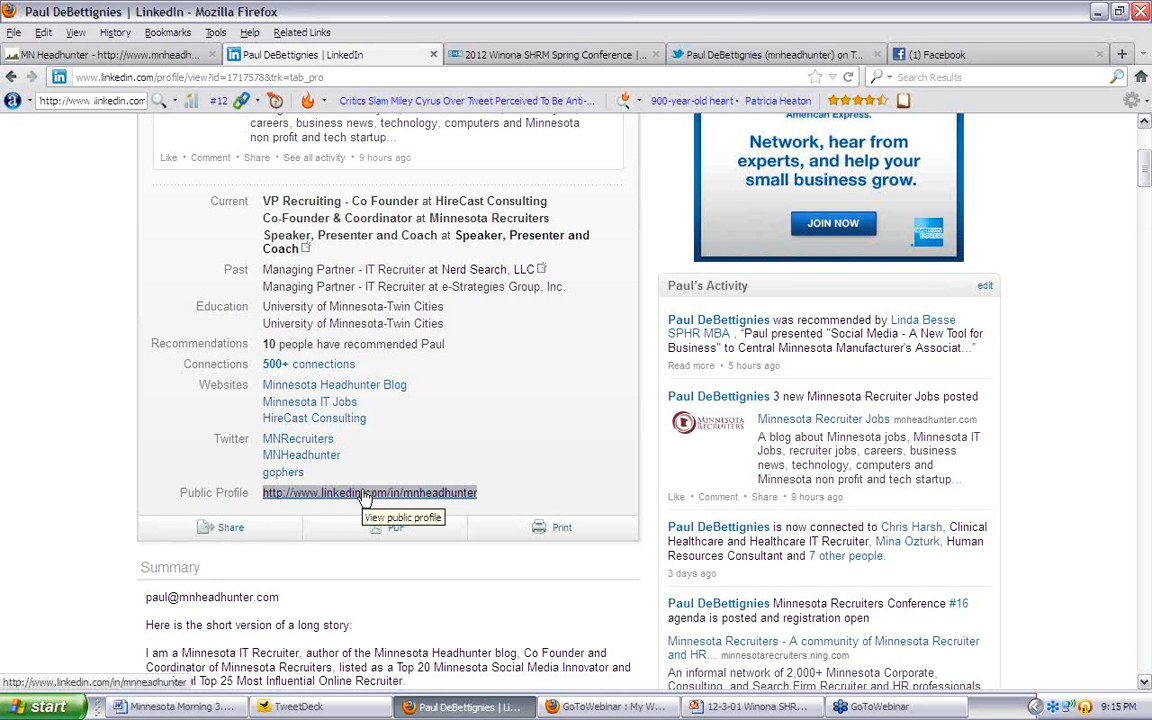 Paul DeBettignies | LinkedIn - Mozilla Firefox
File Edit View History Bookmarks Tools Help Related Links
MN Headhunter - http://www.mnheadh...
Paul DeBettignies | LinkedIn
2012 Winona SHRM Spring Conference |...
Paul DeBettignies (mnheadhunter) on T...
(1) Facebook
www.linkedin.com/profile/view?id=1717578&trk=tab_pro
Search Results
#12
Critics Slam Miley Cyrus Over Tweet Perceived To Be Anti-...
900-year-old heart • Patricia Heaton
careers, business news, technology, computers and Minnesota
non profit and tech startup...
Like • Comment • Share • See all activity • 9 hours ago
Current VP Recruiting - Co Founder at HireCast Consulting
Co-Founder & Coordinator at Minnesota Recruiters
Speaker, Presenter and Coach at Speaker, Presenter and
Coach
Past Managing Partner - IT Recruiter at Nerd Search, LLC
Managing Partner - IT Recruiter at e-Strategies Group, Inc.
Education University of Minnesota-Twin Cities
University of Minnesota-Twin Cities
Recommendations 10 people have recommended Paul
Connections 500+ connections
Websites Minnesota Headhunter Blog
Minnesota IT Jobs
HireCast Consulting
Twitter MNRecruiters
MNHeadhunter
gophers
Public Profile http://www.linkedin.com/in/mnheadhunter
View public profile
Share PDF Print
Summary
paul@mnheadhunter.com
Here is the short version of a long story:
I am a Minnesota IT Recruiter, author of the Minnesota Headhunter blog, Co Founder and
Coordinator of Minnesota Recruiters, listed as a Top 20 Minnesota Social Media Innovator and
Top 25 Most Influential Online Recruiter.
http://www.linkedin.com/in/mnheadhunter
American Express.
Network, hear from
experts, and help your
small business grow.
JOIN NOW
Paul's Activity edit
Paul DeBettignies was recommended by Linda Besse
SPHR MBA , "Paul presented "Social Media - A New Tool for
Business" to Central Minnesota Manufacturer's Associat..."
Read more • 5 hours ago
Paul DeBettignies 3 new Minnesota Recruiter Jobs posted
MINNESOTA
RECRUITERS
Minnesota Recruiter Jobs mnheadhunter.com
A blog about Minnesota jobs, Minnesota IT
Jobs, recruiter jobs, careers, business
news, technology, computers and
Minnesota non profit and tech startup...
Like • Comment • Share • 9 hours ago
Paul DeBettignies is now connected to Chris Harsh, Clinical
Healthcare and Healthcare IT Recruiter, Mina Ozturk, Human
Resources Consultant and 7 other people.
3 days ago
Paul DeBettignies Minnesota Recruiters Conference #16
agenda is posted and registration open
Minnesota Recruiters - A community of Minnesota Recruiter
and HR... minnesotarecruiters.ning.com
An informal network of 2,000+ Minnesota Corporate,
Consulting, and Search Firm Recruiter and HR professionals
start
Minnesota Morning 3....
TweetDeck
Paul DeBettignies | Li...
GoToWebinar : My W...
12-3-01 Winona SHR...
GoToWebinar
9:15 PM